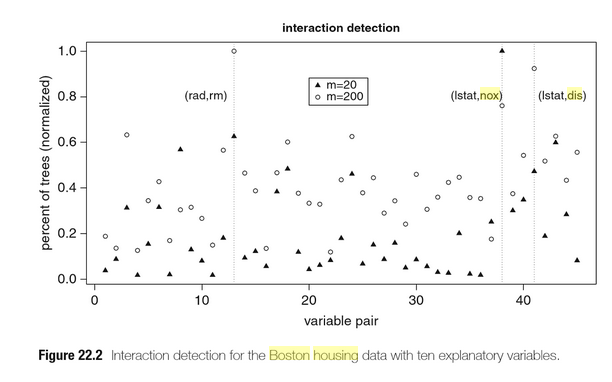 interaction detection
percent of trees (normalized)
1.0
0.8
0.6
0.4
0.2
0.0
(rad,rm)
m=20
m=200
(lstat,nox)
(lstat,dis)
0
10
20
30
40
variable pair
Figure 22.2 Interaction detection for the Boston housing data with ten explanatory variables.